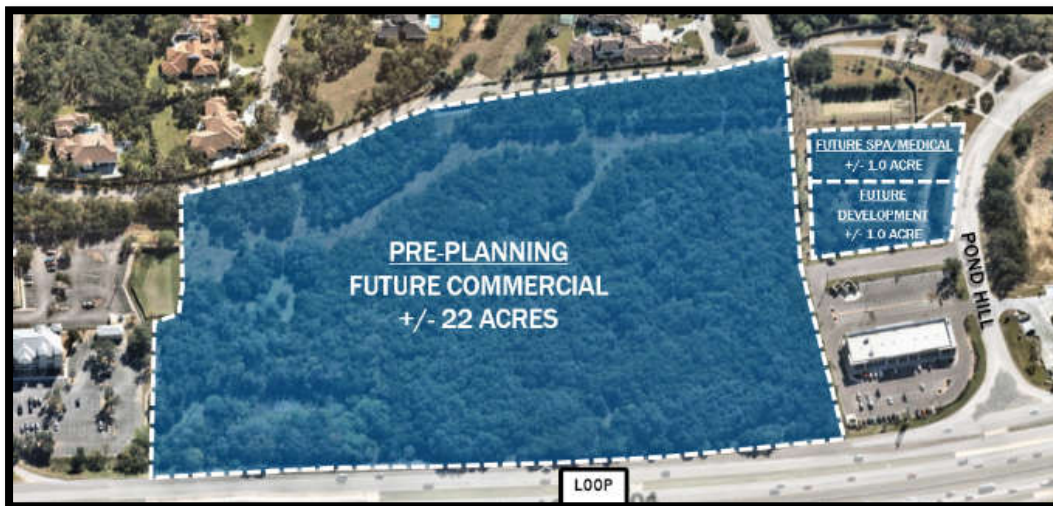 PRE-PLANNING
FUTURE COMMERCIAL
+/- 22 ACRES
FUTURE SPA/MEDICAL
+/- 1.0 ACRE
FUTURE
DEVELOPMENT
+/- 1.0 ACRE
POND HILL
LOOP